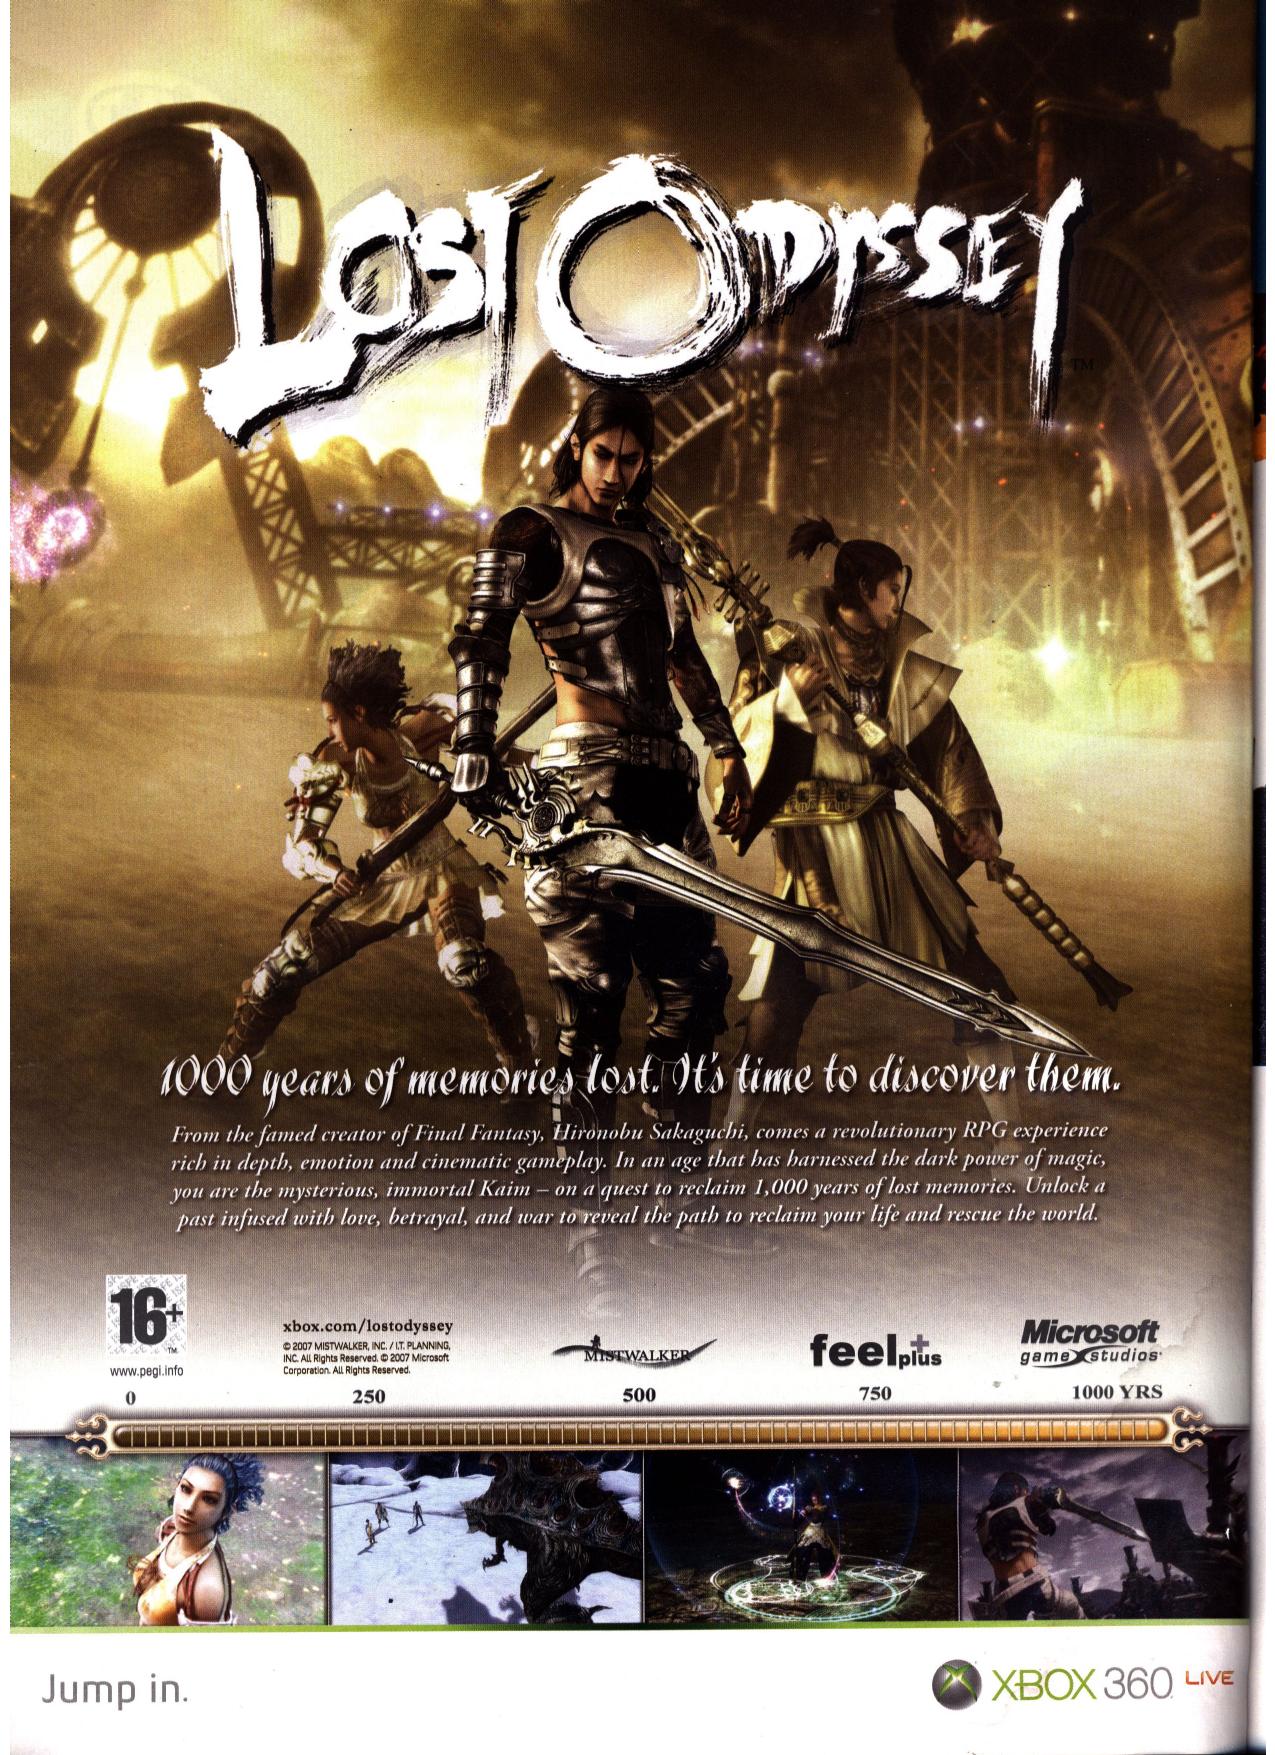 LOST ODYSSEY
TM
1000 years of memories lost. It's time to discover them.
From the famed creator of Final Fantasy, Hironobu Sakaguchi, comes a revolutionary RPG experience
rich in depth, emotion and cinematic gameplay. In an age that has harnessed the dark power of magic,
you are the mysterious, immortal Kaim – on a quest to reclaim 1,000 years of lost memories. Unlock a
past infused with love, betrayal, and war to reveal the path to reclaim your life and rescue the world.
16+
TM
www.pegi.info
xbox.com/lostodyssey
© 2007 MISTWALKER, INC. / I.T. PLANNING,
INC. All Rights Reserved. © 2007 Microsoft
Corporation. All Rights Reserved.
MISTWALKER
feelplus
Microsoft
game studios
0 250 500 750 1000 YRS
Jump in.
XBOX 360 LIVE